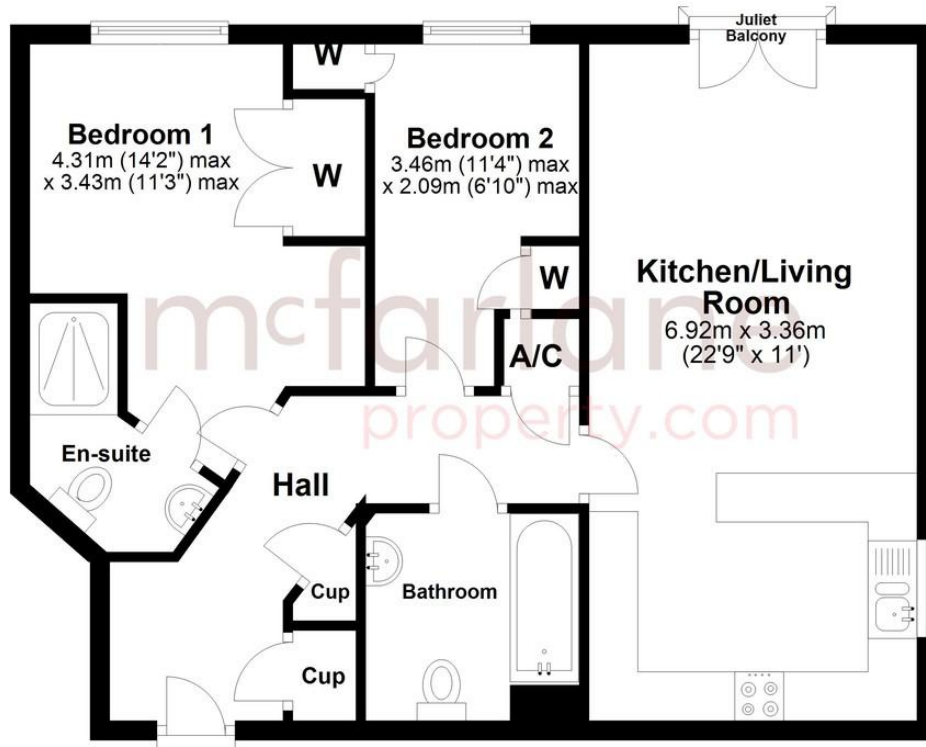 Juliet
Balcony
W
Bedroom 1
4.31m (14'2") max
x 3.43m (11'3") max
W
Bedroom 2
3.46m (11'4") max
x 2.09m (6'10") max
W
A/C
Kitchen/Living
Room
6.92m x 3.36m
(22'9" x 11')
mcfarlane
property.com
En-suite
Hall
Cup
Bathroom
Cup